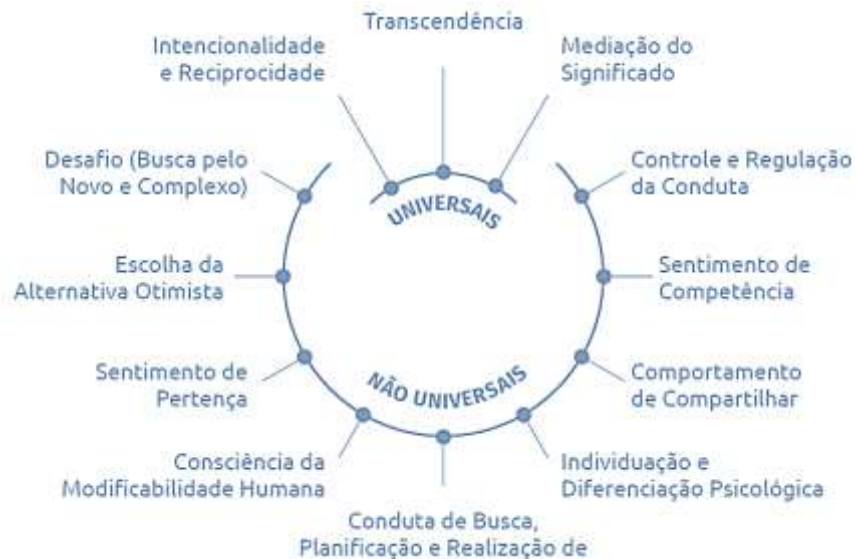 Transcendência
Intencionalidade
e Reciprocidade
Mediação do
Significado
Desafio (Busca pelo
Novo e Complexo)
Controle e Regulação
da Conduta
UNIVERSAIS
Escolha da
Alternativa Otimista
Sentimento de
Competência
Sentimento de
Pertença
Comportamento
de Compartilhar
NÃO UNIVERSAIS
Consciência da
Modificabilidade Humana
Individuação e
Diferenciação Psicológica
Conduta de Busca,
Planificação e Realização de